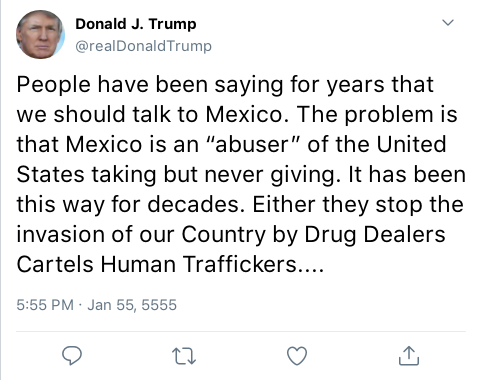 Donald J. Trump
@realDonaldTrump
People have been saying for years that
we should talk to Mexico. The problem is
that Mexico is an “abuser” of the United
States taking but never giving. It has been
this way for decades. Either they stop the
invasion of our Country by Drug Dealers
Cartels Human Traffickers....
5:55 PM · Jan 55, 5555